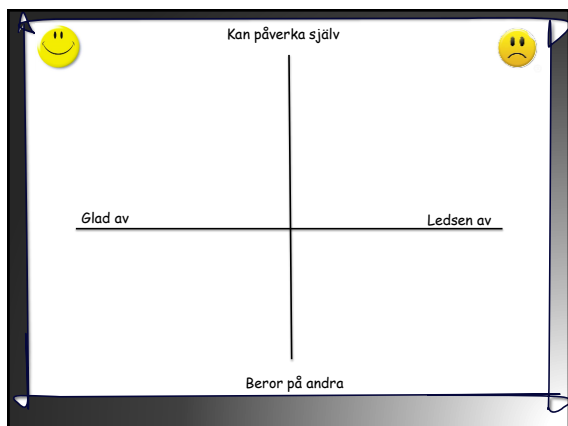 Kan påverka själv
Glad av
Ledsen av
Beror på andra